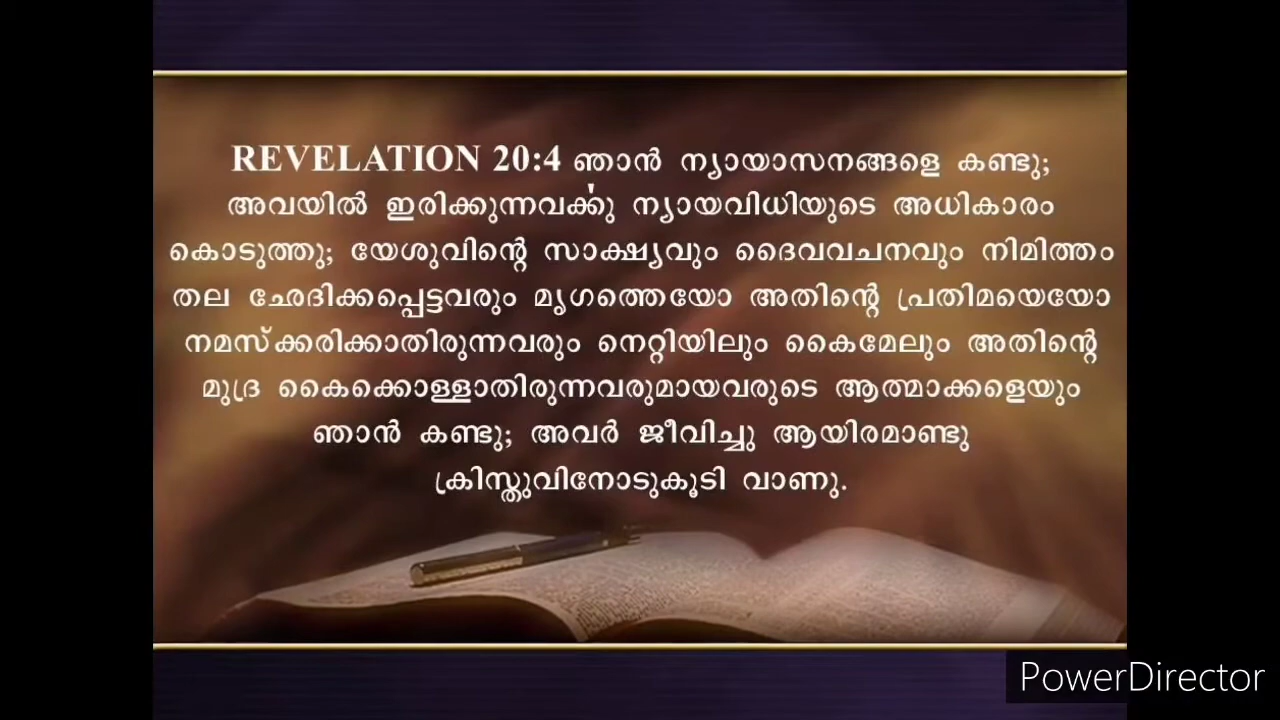 REVELATION 20:4 ഞാൻ ന്യായാസനങ്ങളെ കണ്ടു;
അവയിൽ ഇരിക്കുന്നവൎക്കു ന്യായവിധിയുടെ അധികാരം
കൊടുത്തു; യേശുവിന്റെ സാക്ഷ്യവും ദൈവവചനവും നിമിത്തം
തല ഛേദിക്കപ്പെട്ടവരും മൃഗത്തെയോ അതിന്റെ പ്രതിമയെയോ
നമസ്ക്കരിക്കാതിരുന്നവരും നെറ്റിയിലും കൈമേലും അതിന്റെ
മുദ്ര കൈക്കൊള്ളാതിരുന്നവരുമായവരുടെ ആത്മാക്കളെയും
ഞാൻ കണ്ടു; അവർ ജീവിച്ചു ആയിരമാണ്ടു
ക്രിസ്തുവിനോടുകൂടി വാണു.
PowerDirector